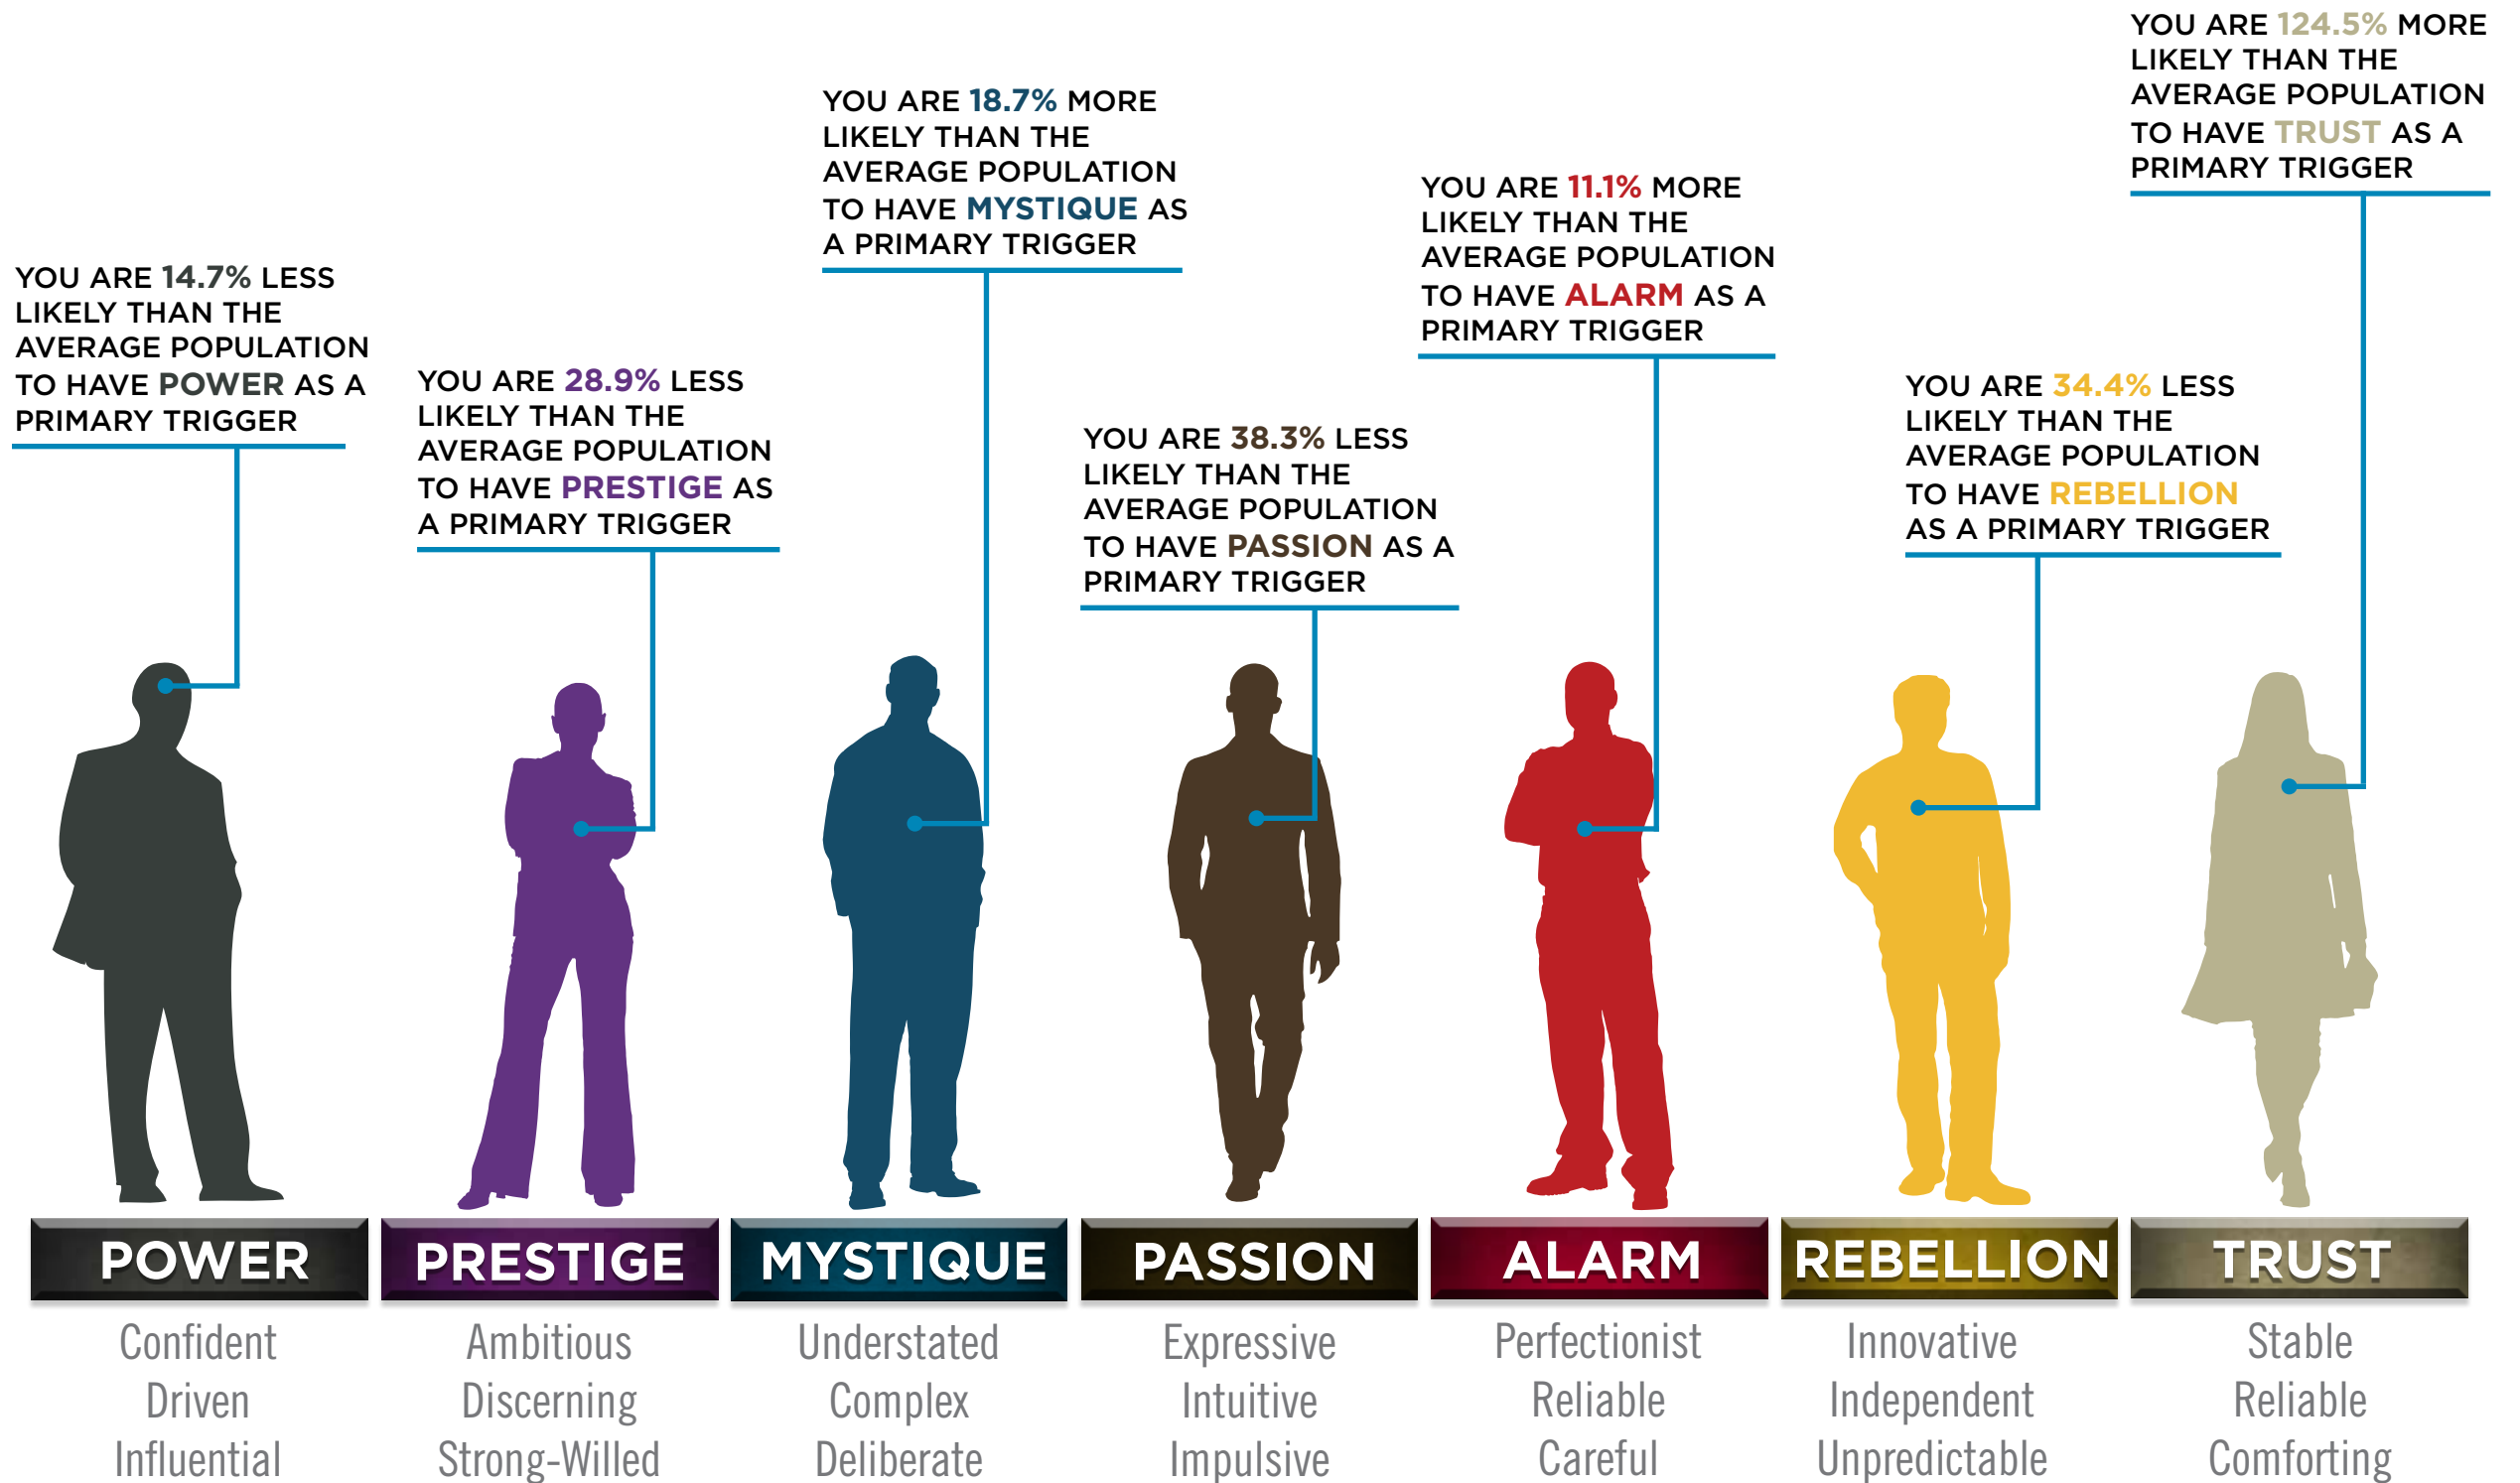 YOU ARE 14.7% LESS
LIKELY THAN THE
AVERAGE POPULATION
TO HAVE POWER AS A
PRIMARY TRIGGER
YOU ARE 28.9% LESS
LIKELY THAN THE
AVERAGE POPULATION
TO HAVE PRESTIGE AS
A PRIMARY TRIGGER
YOU ARE 18.7% MORE
LIKELY THAN THE
AVERAGE POPULATION
TO HAVE MYSTIQUE AS
A PRIMARY TRIGGER
YOU ARE 38.3% LESS
LIKELY THAN THE
AVERAGE POPULATION
TO HAVE PASSION AS A
PRIMARY TRIGGER
YOU ARE 11.1% MORE
LIKELY THAN THE
AVERAGE POPULATION
TO HAVE ALARM AS A
PRIMARY TRIGGER
YOU ARE 34.4% LESS
LIKELY THAN THE
AVERAGE POPULATION
TO HAVE REBELLION
AS A PRIMARY TRIGGER
YOU ARE 124.5% MORE
LIKELY THAN THE
AVERAGE POPULATION
TO HAVE TRUST AS A
PRIMARY TRIGGER
POWER
Confident
Driven
Influential
PRESTIGE
Ambitious
Discerning
Strong-Willed
MYSTIQUE
Understated
Complex
Deliberate
PASSION
Expressive
Intuitive
Impulsive
ALARM
Perfectionist
Reliable
Careful
REBELLION
Innovative
Independent
Unpredictable
TRUST
Stable
Reliable
Comforting